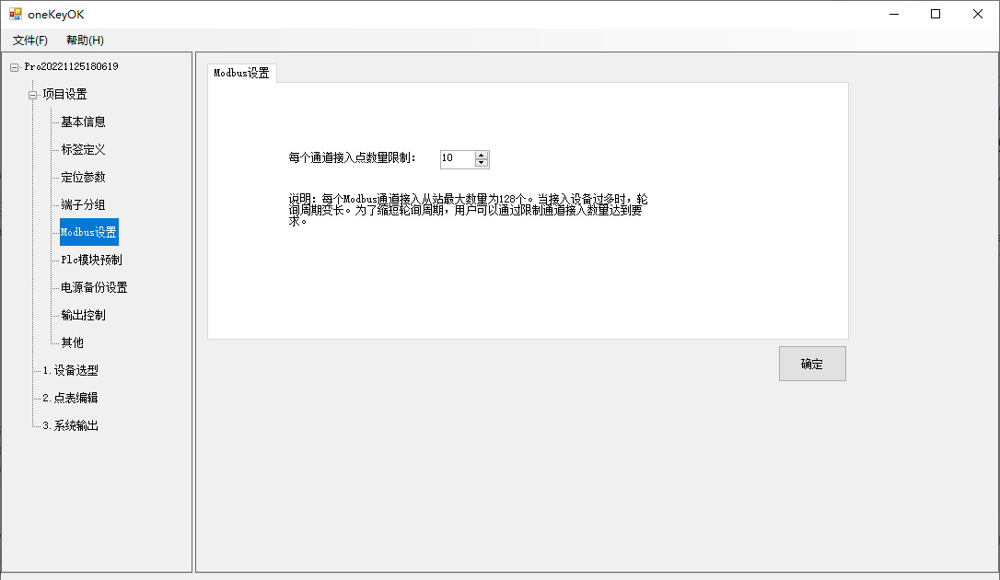 oneKeyOK
文件(F) 帮助(H)
Pro20221125180619
项目设置
基本信息
标签定义
定位参数
端子分组
Modbus设置
Plc模块预制
电源备份设置
输出控制
其他
1.设备选型
2.点表编辑
3.系统输出
Modbus设置
每个通道接入点数量限制: 10
说明: 每个Modbus通道接入从站最大数量为128个。当接入设备过多时, 轮
询周期变长。为了缩短轮询周期, 用户可以通过限制通道接入数量达到要
求。
确定